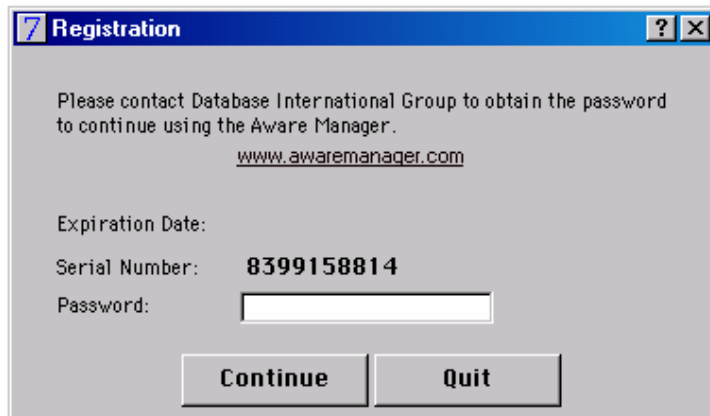 7 Registration ? X
Please contact Database International Group to obtain the password
to continue using the Aware Manager.
www.awaremanager.com
Expiration Date:
Serial Number: 8399158814
Password:
Continue Quit